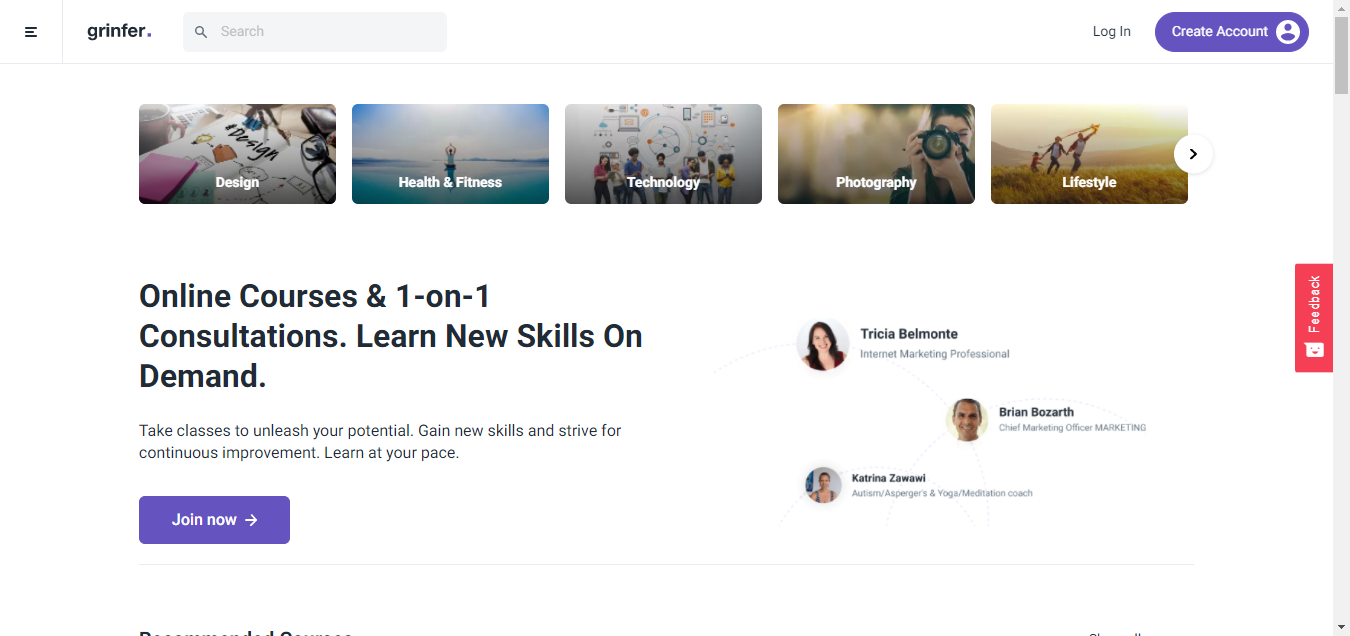 grinfer.
Search
Log In
Create Account
#Design
Design
Health & Fitness
Technology
Photography
Lifestyle
Feedback
Online Courses & 1-on-1
Consultations. Learn New Skills On
Demand.
Take classes to unleash your potential. Gain new skills and strive for
continuous improvement. Learn at your pace.
Join now
Tricia Belmonte
Internet Marketing Professional
Brian Bozarth
Chief Marketing Officer MARKETING
Katrina Zawawi
Autism/Asperger's & Yoga/Meditation coach
Recommended Courses